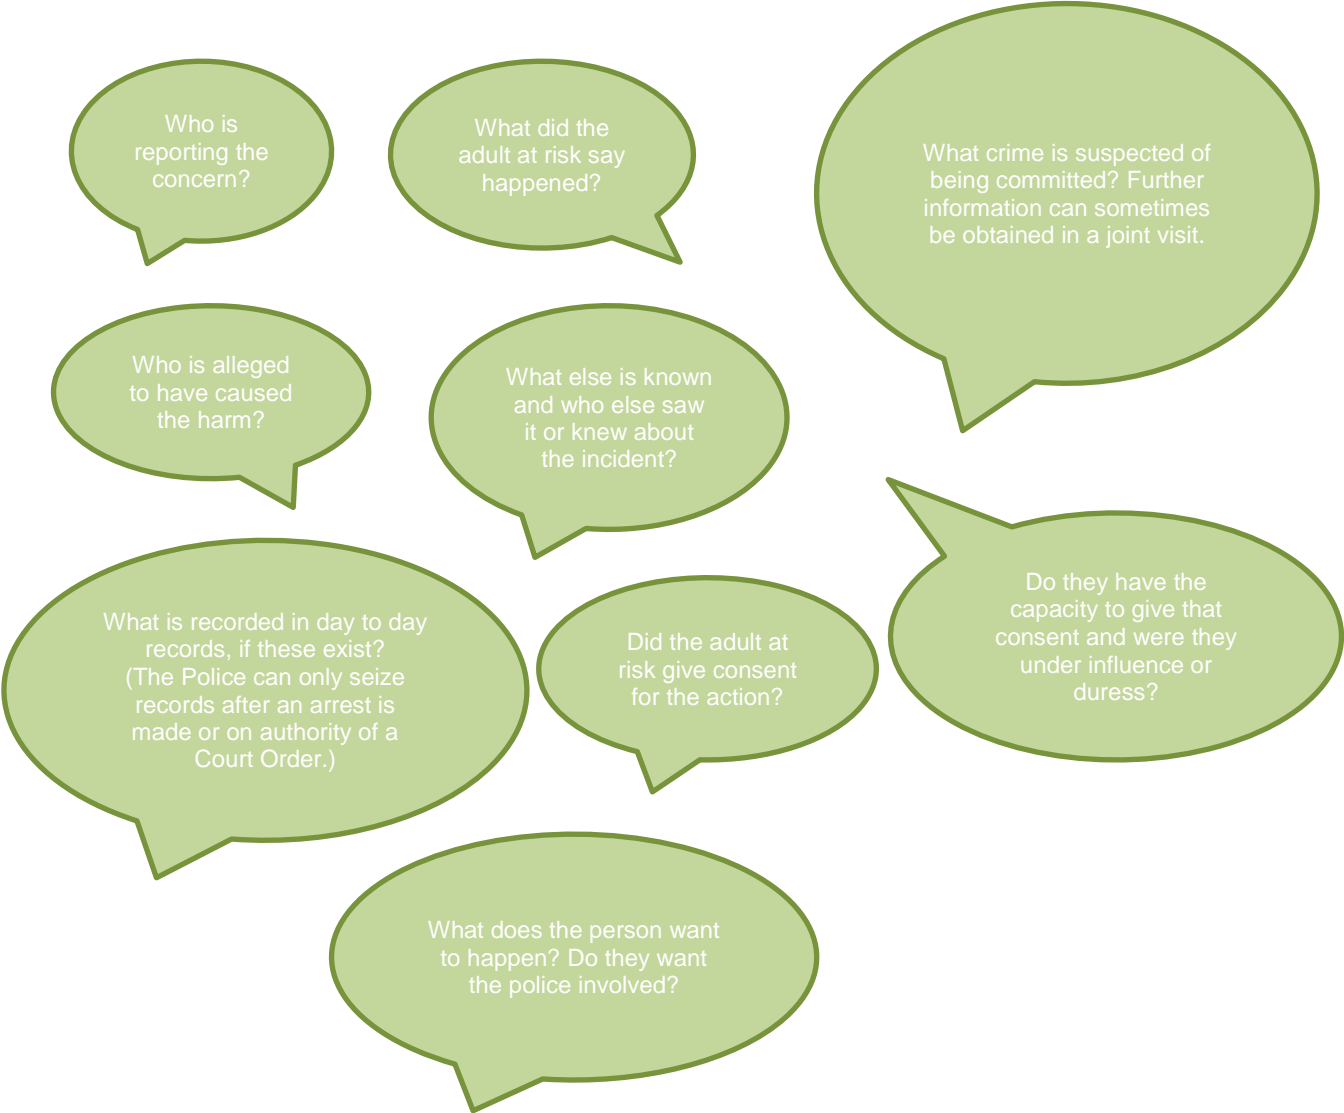 Who is
reporting the
concern?
What did the
adult at risk say
happened?
What crime is suspected of
being committed? Further
information can sometimes
be obtained in a joint visit.
Who is alleged
to have caused
the harm?
What else is known
and who else saw
it or knew about
the incident?
What is recorded in day to day
records, if these exist?
(The Police can only seize
records after an arrest is
made or on authority of a
Court Order.)
Did the adult at
risk give consent
for the action?
Do they have the
capacity to give that
consent and were they
under influence or
duress?
What does the person want
to happen? Do they want
the police involved?